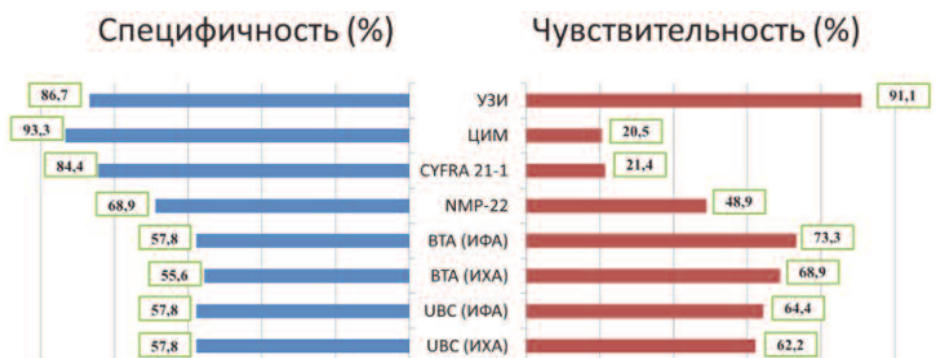 Специфичность (%) Чувствительность (%)
86,7 УЗИ 91,1
93,3 ЦИМ 20,5
84,4 CYFRA 21-1 21,4
68,9 NMP-22 48,9
57,8 BTA (ИФА) 73,3
55,6 BTA (ИХА) 68,9
57,8 UBC (ИФА) 64,4
57,8 UBC (ИХА) 62,2